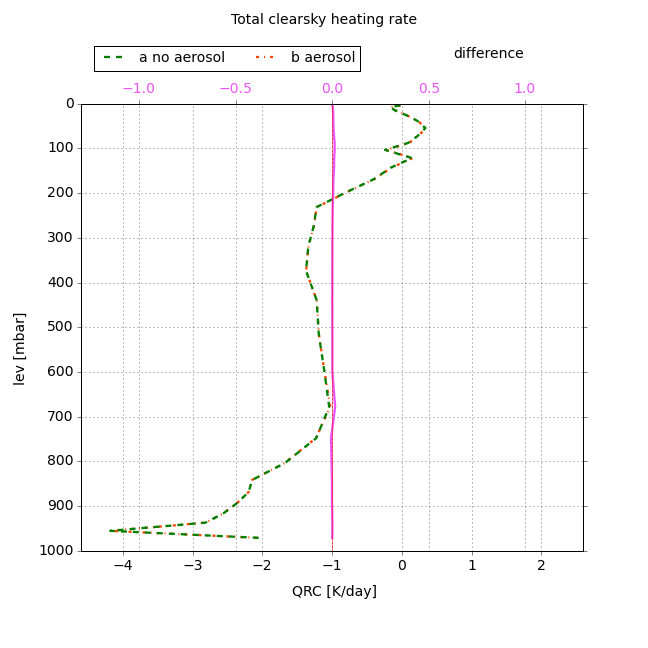 Total clearsky heating rate
a no aerosol b aerosol difference
−1.0 −0.5 0.0 0.5 1.0
0
100
200
300
400
500
600
700
800
900
1000
lev [mbar]
−4 −3 −2 −1 0 1 2
QRC [K/day]